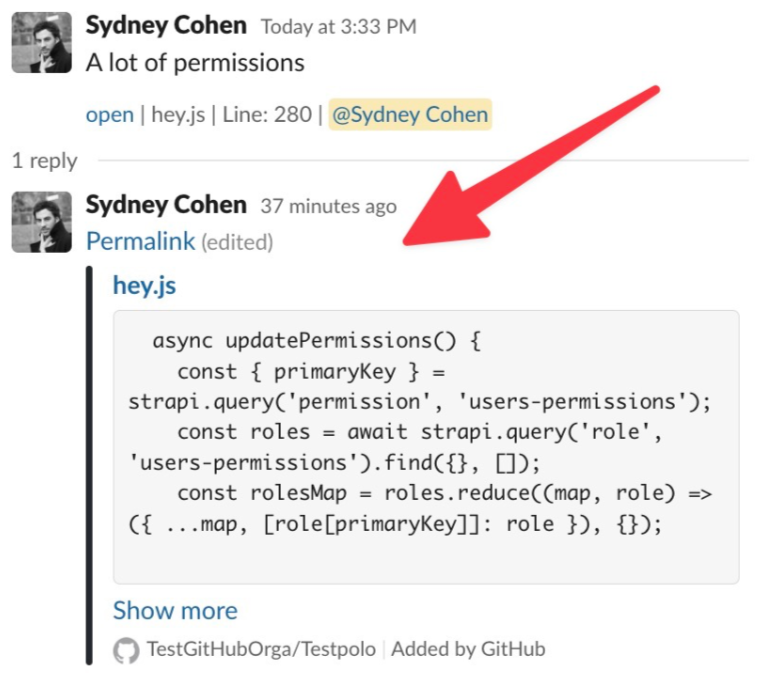 Sydney Cohen Today at 3:33 PM
A lot of permissions
open | hey.js | Line: 280 | @Sydney Cohen
1 reply
Sydney Cohen 37 minutes ago
Permalink (edited)
hey.js
async updatePermissions() {
const { primaryKey } =
strapi.query('permission', 'users-permissions');
const roles = await strapi.query('role',
'users-permissions').find({}, []);
const rolesMap = roles.reduce((map, role) =>
({ ...map, [role[primaryKey]]: role }), {});
Show more
TestGitHubOrga/Testpolo | Added by GitHub